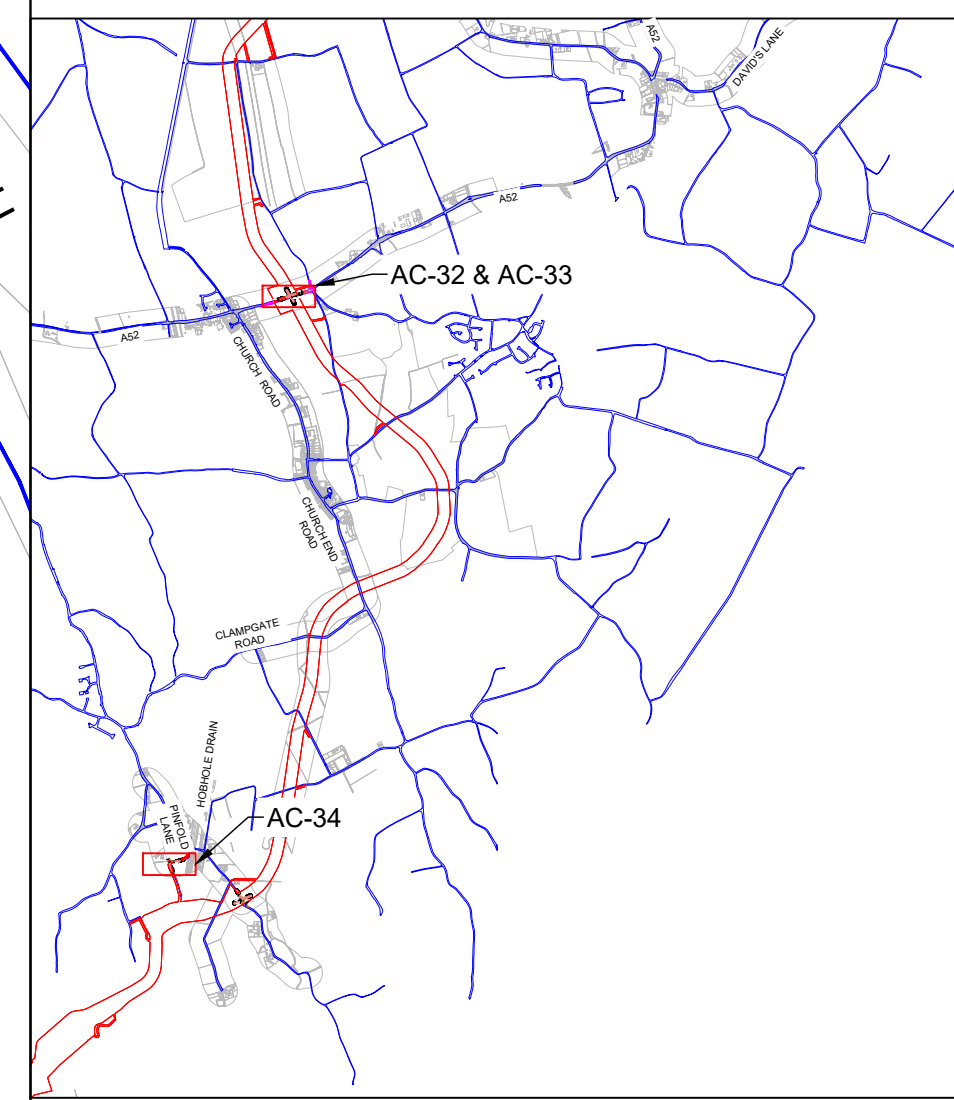 A52
DAVID'S LANE
A52
AC-32 & AC-33
A52
CHURCH ROAD
CHURCH END
ROAD
CLAMPGATE
ROAD
HOBHOLE DRAIN
PINFOLD
LANE
AC-34